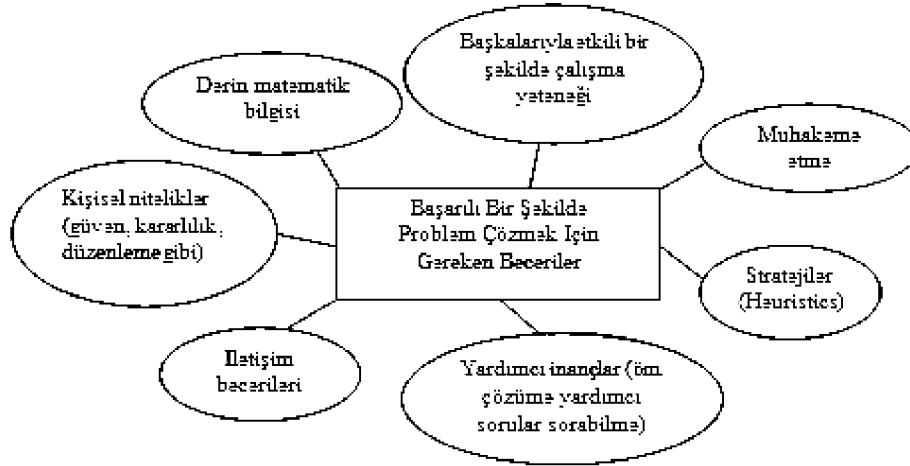 Başkalarıyla etkili bir
şekilde çalışma
yeteneği
Derin matematik
bilgisi
Muhakeme
etme
Kişisel nitelikler
(güven, kararlılık,
düzenleme gibi)
Başarılı Bir Şekilde
Problem Çözmek İçin
Gereken Beceriler
Stratejiler
(Heuristics)
İletişim
becerileri
Yardımcı inançlar (örn.
çözüme yardımcı
sorular sorabilme)